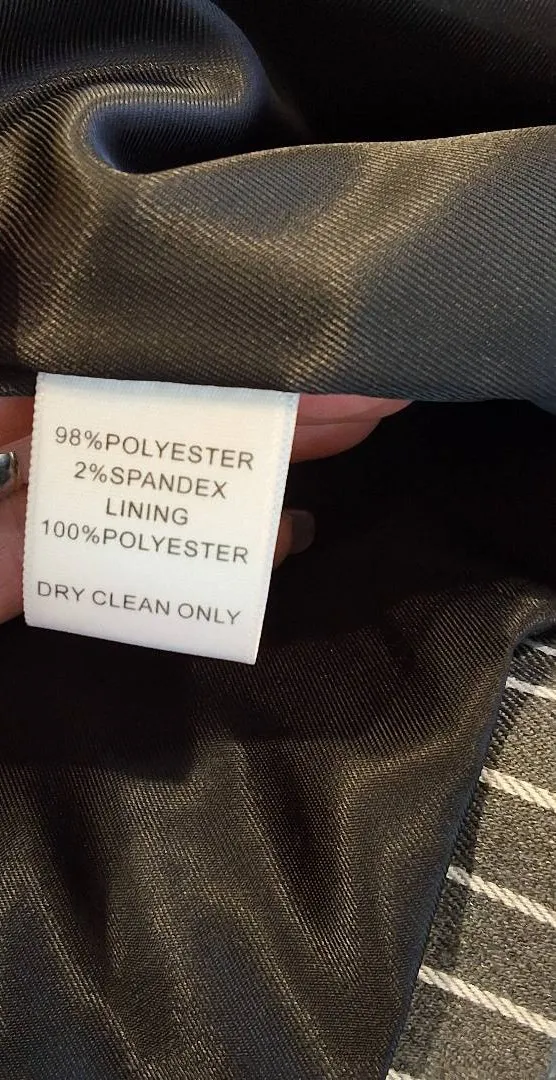 98%POLYESTER
2%SPANDEX
LINING
100%POLYESTER
DRY CLEAN ONLY